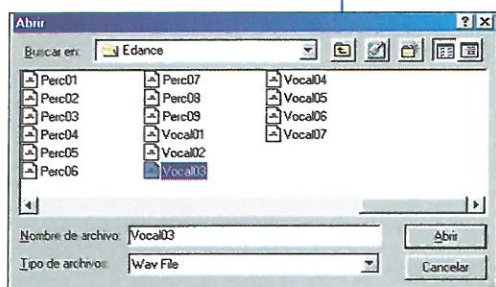 Abrir
Buscar en: Edance
Perc01 Perc07 Vocal04
Perc02 Perc08 Vocal05
Perc03 Perc09 Vocal06
Perc04 Vocal01 Vocal07
Perc05 Vocal02
Perc06 Vocal03
Nombre de archivo: Vocal03 Abrir
Tipo de archivos: Wav File Cancelar